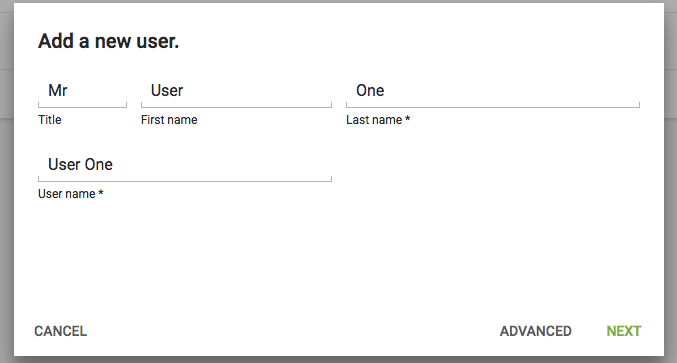 Add a new user.
Mr User One
Title First name Last name *
User One
User name *
CANCEL ADVANCED NEXT